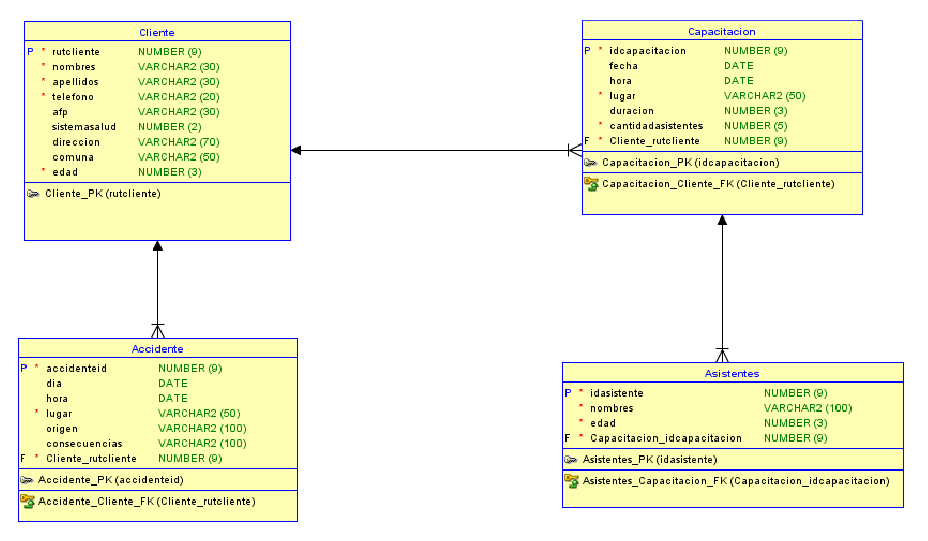 Cliente
P * rutcliente NUMBER (9)
* nombres VARCHAR2 (30)
* apellidos VARCHAR2 (30)
* telefono VARCHAR2 (20)
afp VARCHAR2 (30)
sistemasalud NUMBER (2)
direccion VARCHAR2 (70)
comuna VARCHAR2 (50)
* edad NUMBER (3)
Cliente_PK (rutcliente)
Capacitacion
P * idcapacitacion NUMBER (9)
fecha DATE
hora DATE
* lugar VARCHAR2 (50)
duracion NUMBER (3)
* cantidadasistentes NUMBER (5)
F * Cliente_rutcliente NUMBER (9)
Capacitacion_PK (idcapacitacion)
Capacitacion_Cliente_FK (Cliente_rutcliente)
Accidente
P * accidenteid NUMBER (9)
dia DATE
hora DATE
* lugar VARCHAR2 (50)
origen VARCHAR2 (100)
consecuencias VARCHAR2 (100)
F * Cliente_rutcliente NUMBER (9)
Accidente_PK (accidenteid)
Accidente_Cliente_FK (Cliente_rutcliente)
Asistentes
P * idasistente NUMBER (9)
* nombres VARCHAR2 (100)
* edad NUMBER (3)
F * Capacitacion_idcapacitacion NUMBER (9)
Asistentes_PK (idasistente)
Asistentes_Capacitacion_FK (Capacitacion_idcapacitacion)